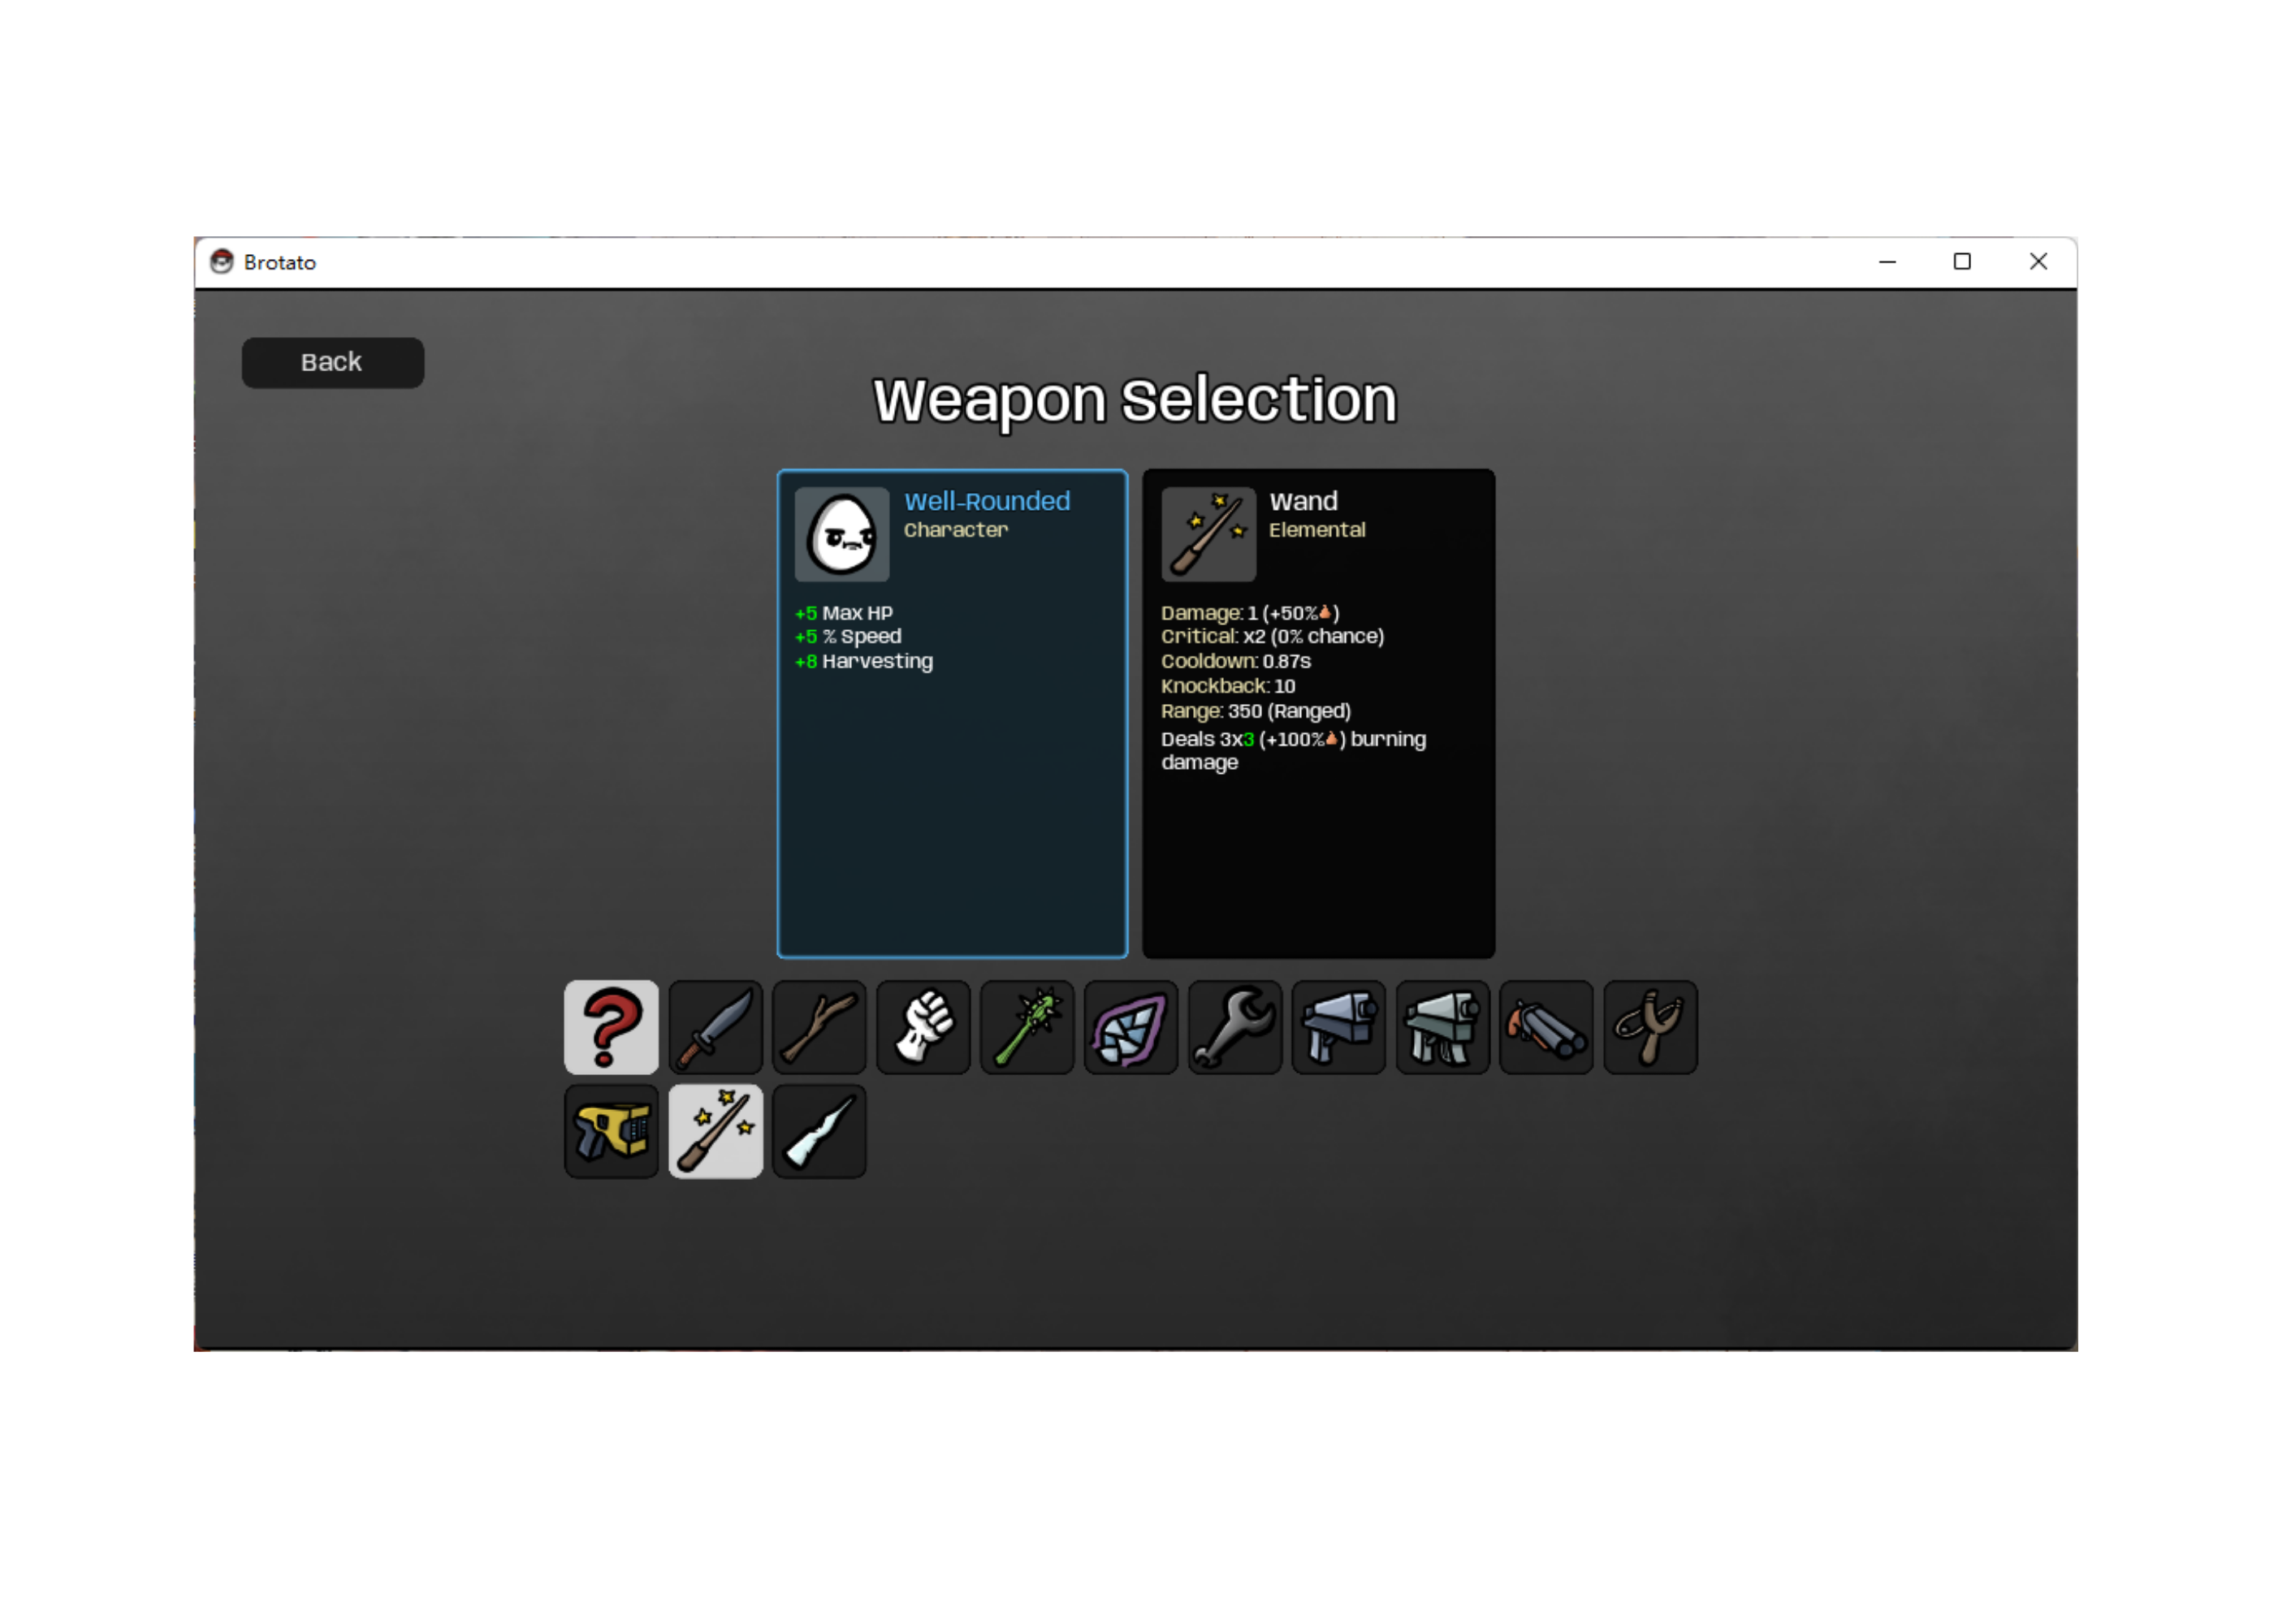 Brotato
Back
Weapon Selection
Well-Rounded
Character
+5 Max HP
+5 % Speed
+8 Harvesting
Wand
Elemental
Damage: 1 (+50%)
Critical: x2 (0% chance)
Cooldown: 0.87s
Knockback: 10
Range: 350 (Ranged)
Deals 3x3 (+100%) burning
damage
?